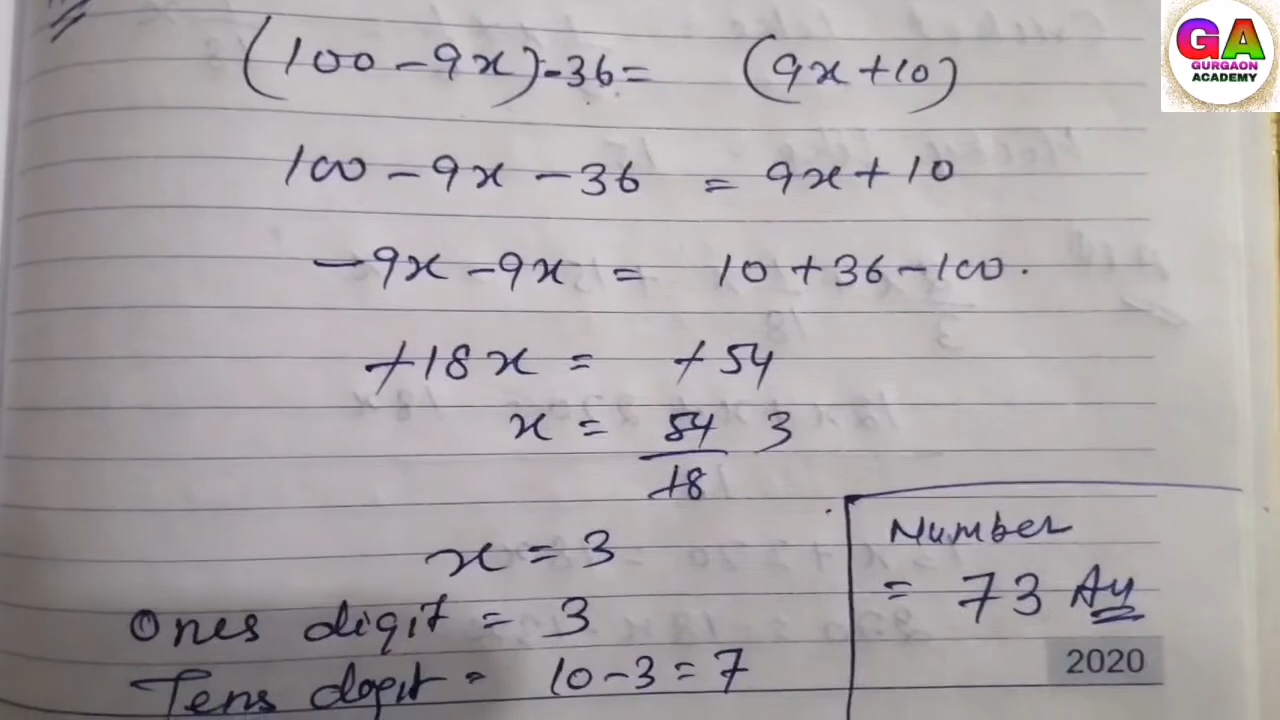 GA
GURGAON
ACADEMY
(100 - 9x) - 36 = (9x + 10)
100 - 9x - 36 = 9x + 10
-9x - 9x = 10 + 36 - 100.
+18x = +54
x = 54/18 3
x = 3
Ones digit = 3
Tens digit = 10 - 3 = 7
Number
= 73 Ans
2020